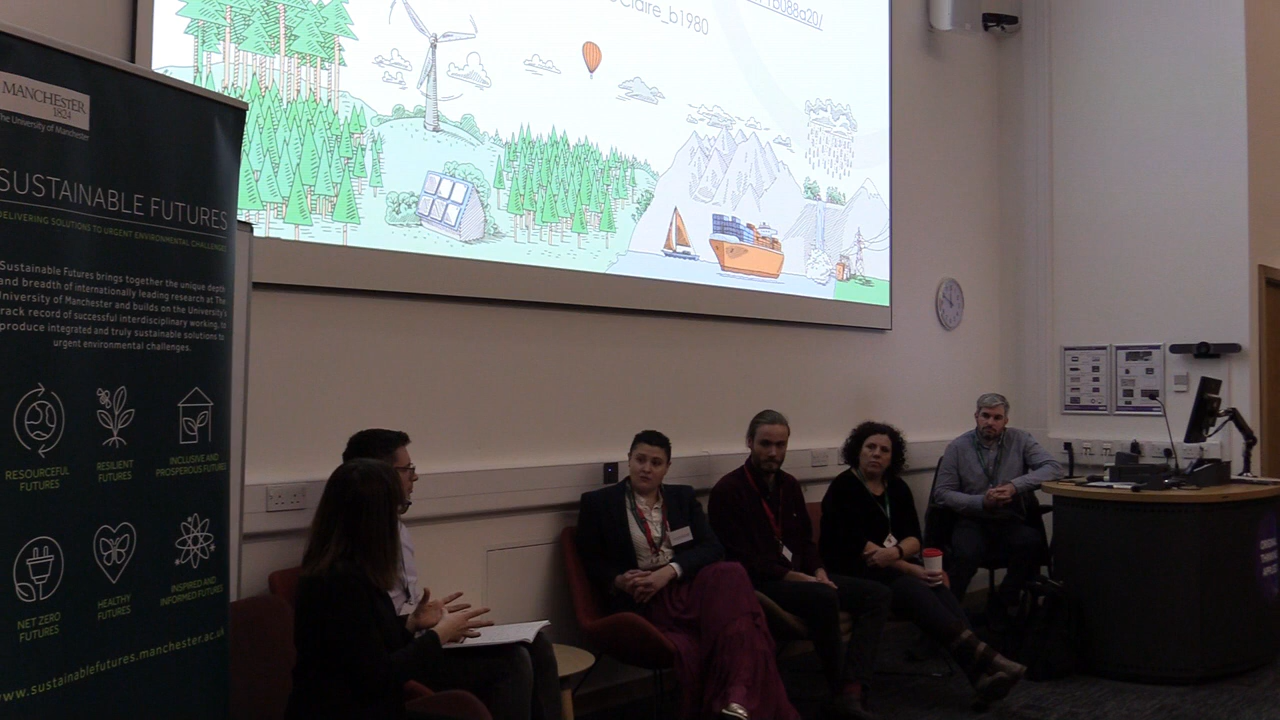 Claire_b1980
MANCHESTER
1824
The University of Manchester
SUSTAINABLE FUTURES
DELIVERING SOLUTIONS TO URGENT ENVIRONMENTAL CHALLENGES
Sustainable Futures brings together the unique depth
and breadth of internationally leading research at The
University of Manchester and builds on the University's
track record of successful interdisciplinary working, to
produce integrated and truly sustainable solutions to
urgent environmental challenges.
RESOURCEFUL
FUTURES
RESILIENT
FUTURES
INCLUSIVE AND
PROSPEROUS FUTURES
NET ZERO
FUTURES
HEALTHY
FUTURES
INSPIRED AND
INFORMED FUTURES
www.sustainablefutures.manchester.ac.uk